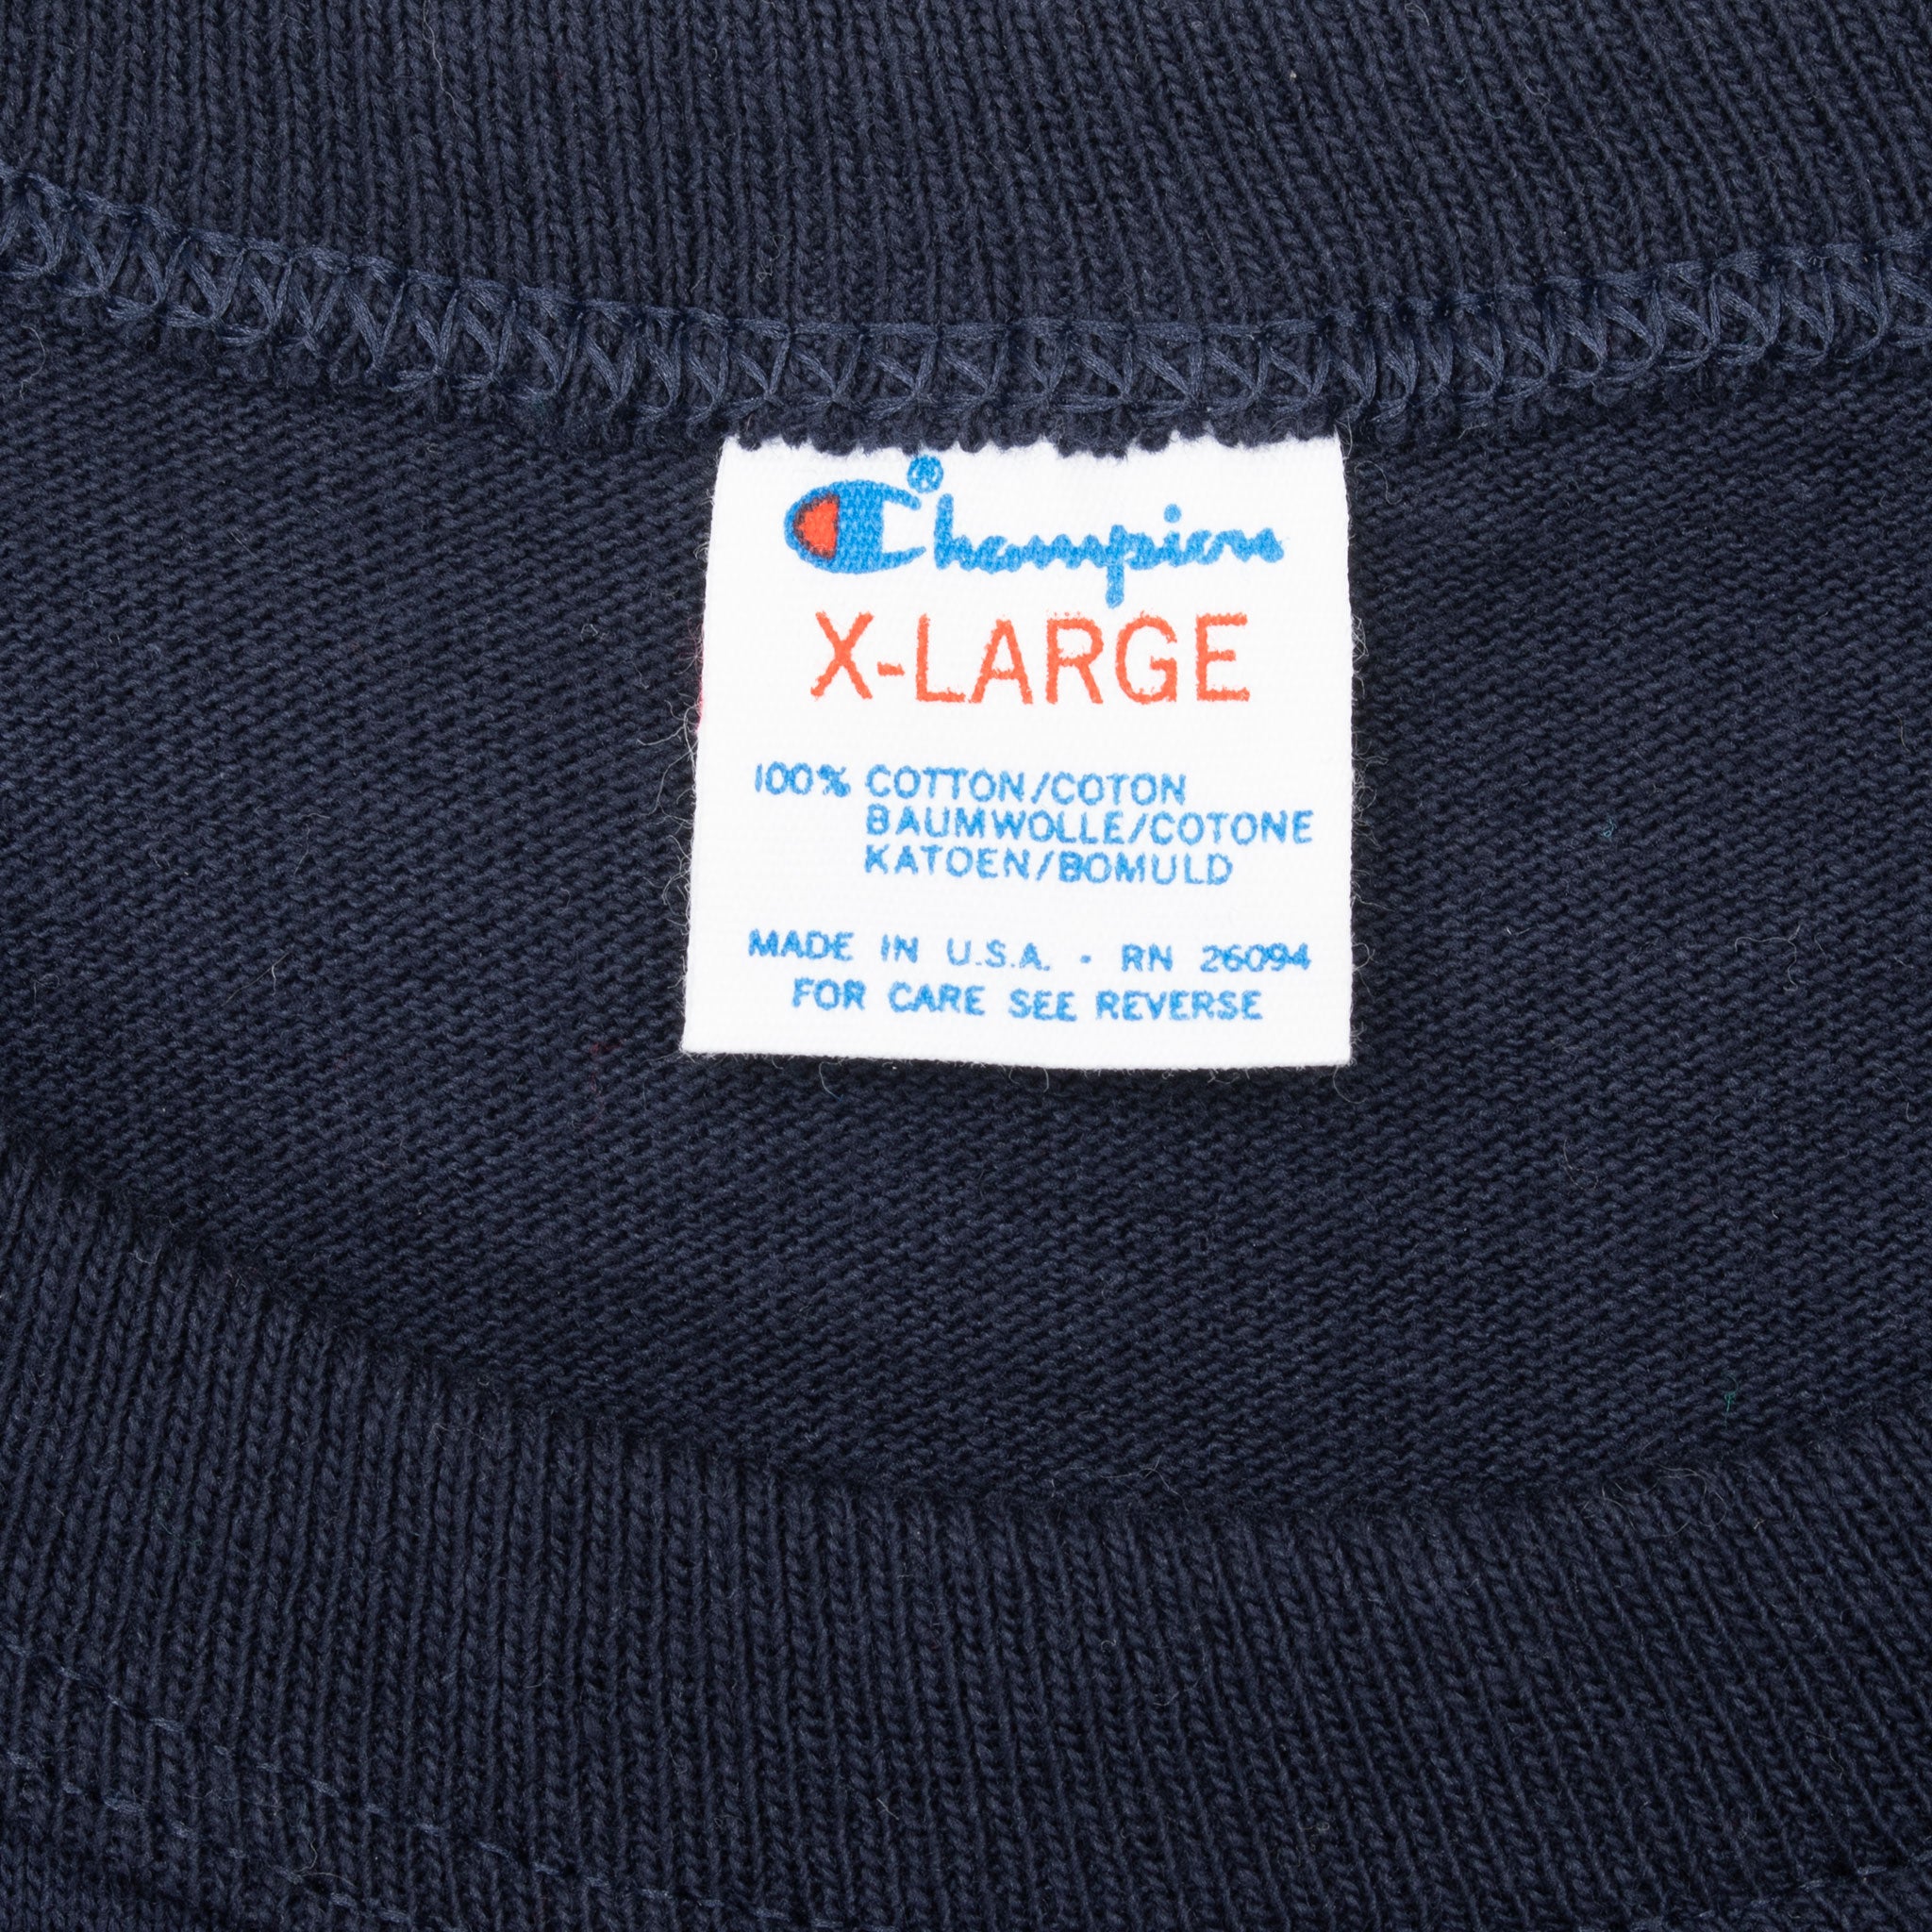 Champion®
X-LARGE
100% COTTON/COTON
BAUMWOLLE/COTONE
KATOEN/BOMULD
MADE IN U.S.A. - RN 26094
FOR CARE SEE REVERSE